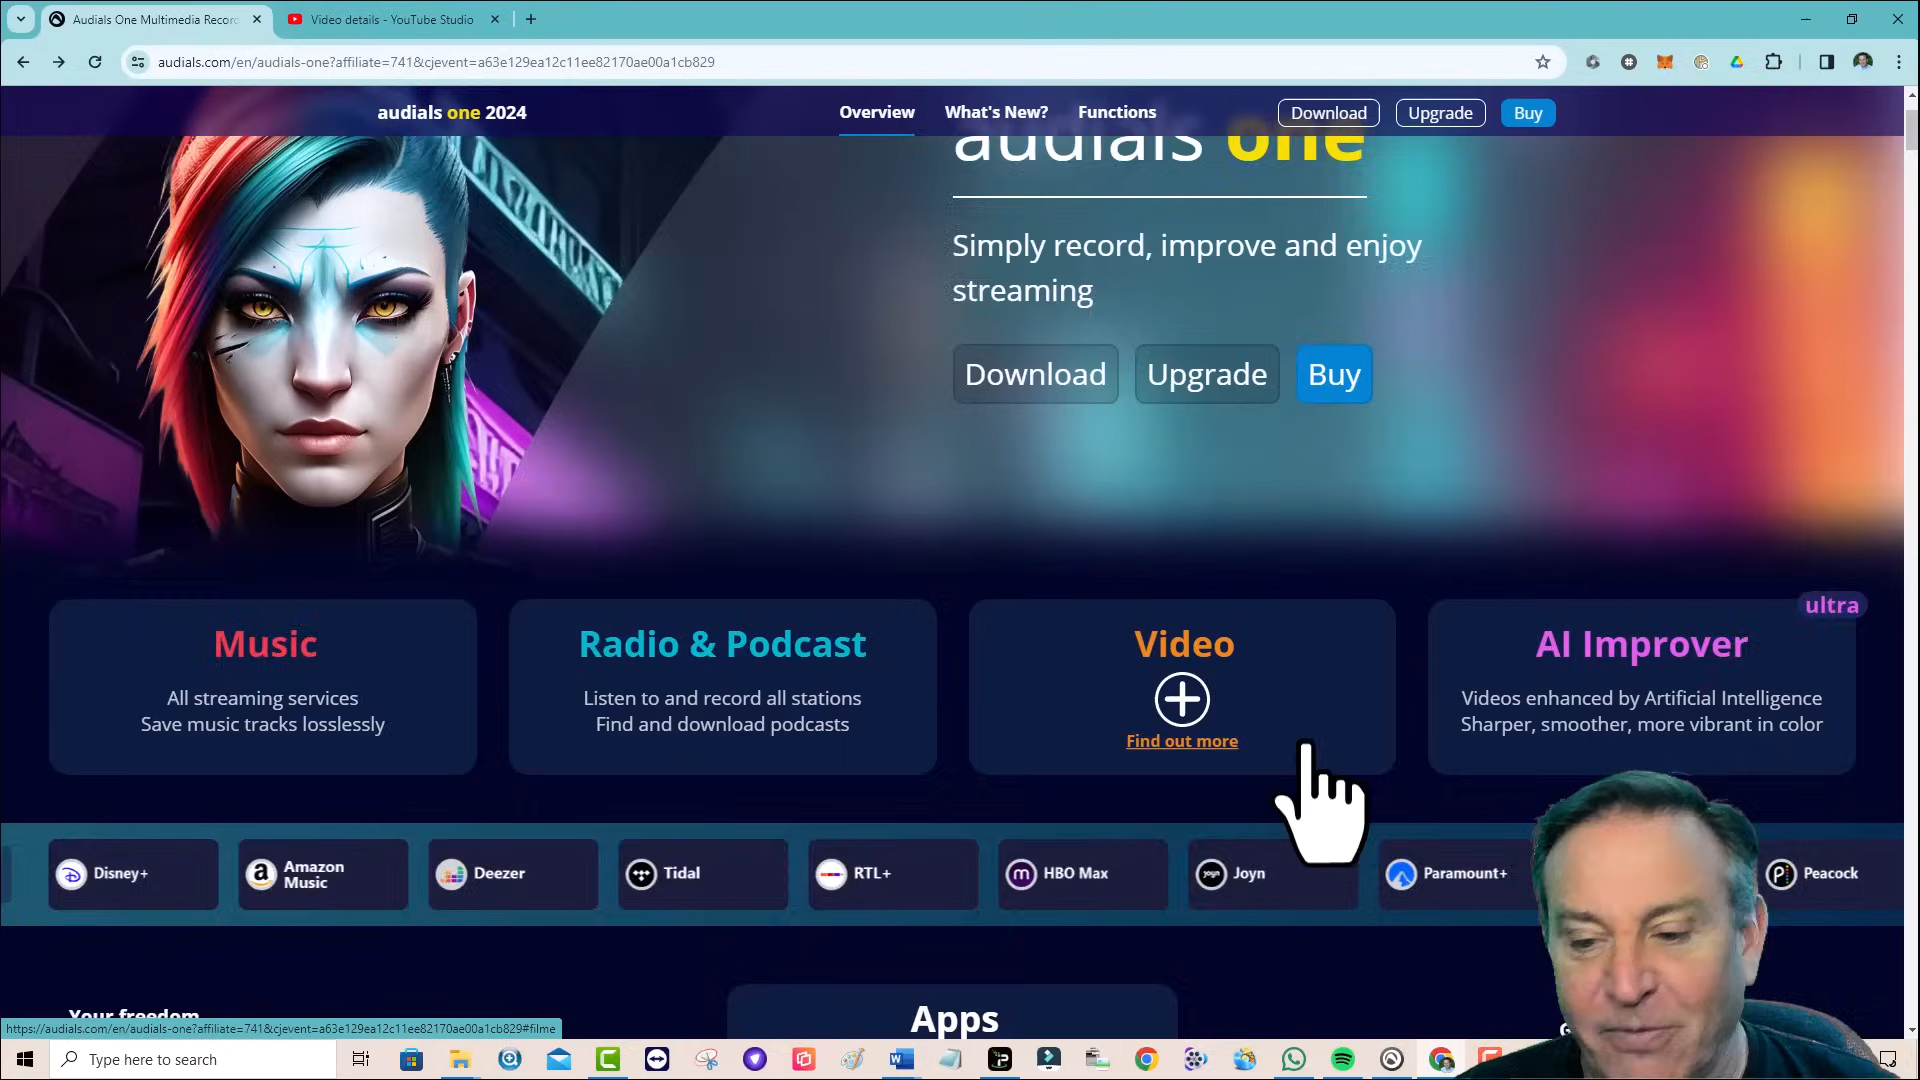 Audials One Multimedia Recor
Video details - YouTube Studio
audials.com/en/audials-one?affiliate=741&cjevent=a63e129ea12c11ee82170ae00a1cb829
audials one 2024
Overview
What's New?
Functions
Download
Upgrade
Buy
audials one
Simply record, improve and enjoy
streaming
Download
Upgrade
Buy
Music
All streaming services
Save music tracks losslessly
Radio & Podcast
Listen to and record all stations
Find and download podcasts
Video
Find out more
ultra
AI Improver
Videos enhanced by Artificial Intelligence
Sharper, smoother, more vibrant in color
Disney+
Amazon
Music
Deezer
Tidal
RTL+
HBO Max
Joyn
Paramount+
Peacock
Your freedom
Apps
https://audials.com/en/audials-one?affiliate=741&cjevent=a63e129ea12c11ee82170ae00a1cb829#filme
Type here to search